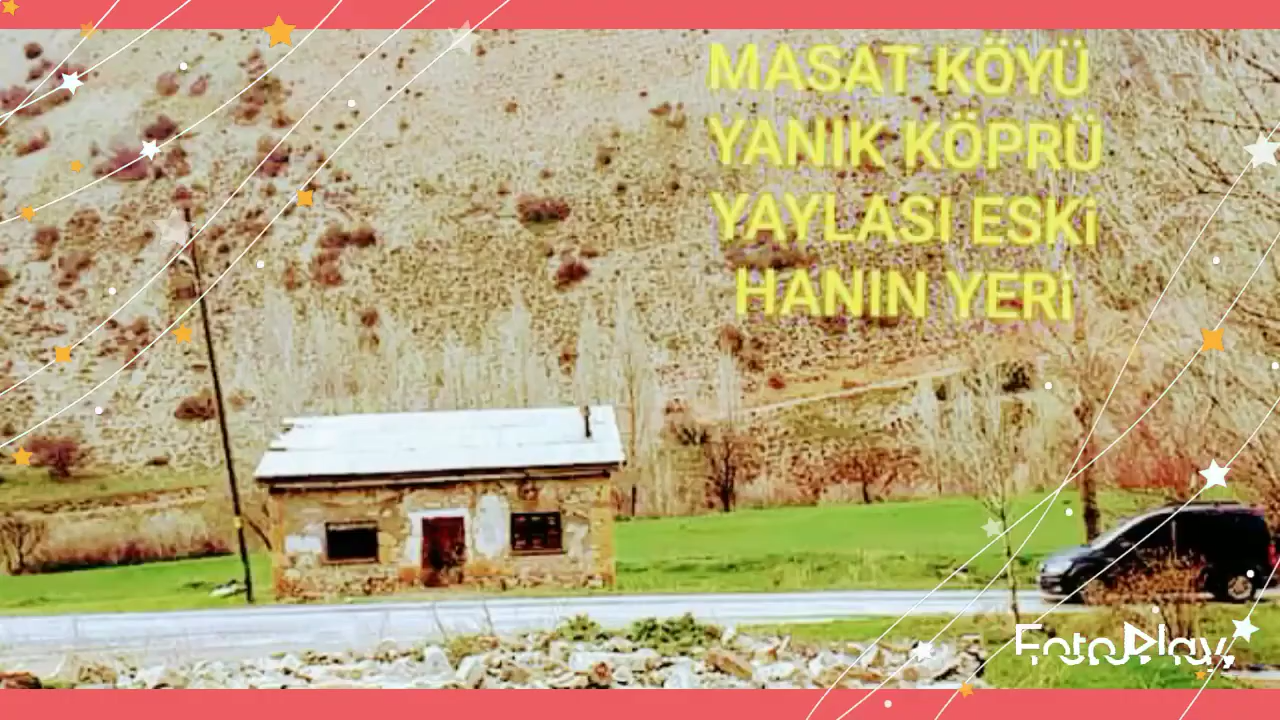 MASAT KÖYÜ
YANIK KÖPRÜ
YAYLASI ESKi
HANIN YERi
FotoPlay